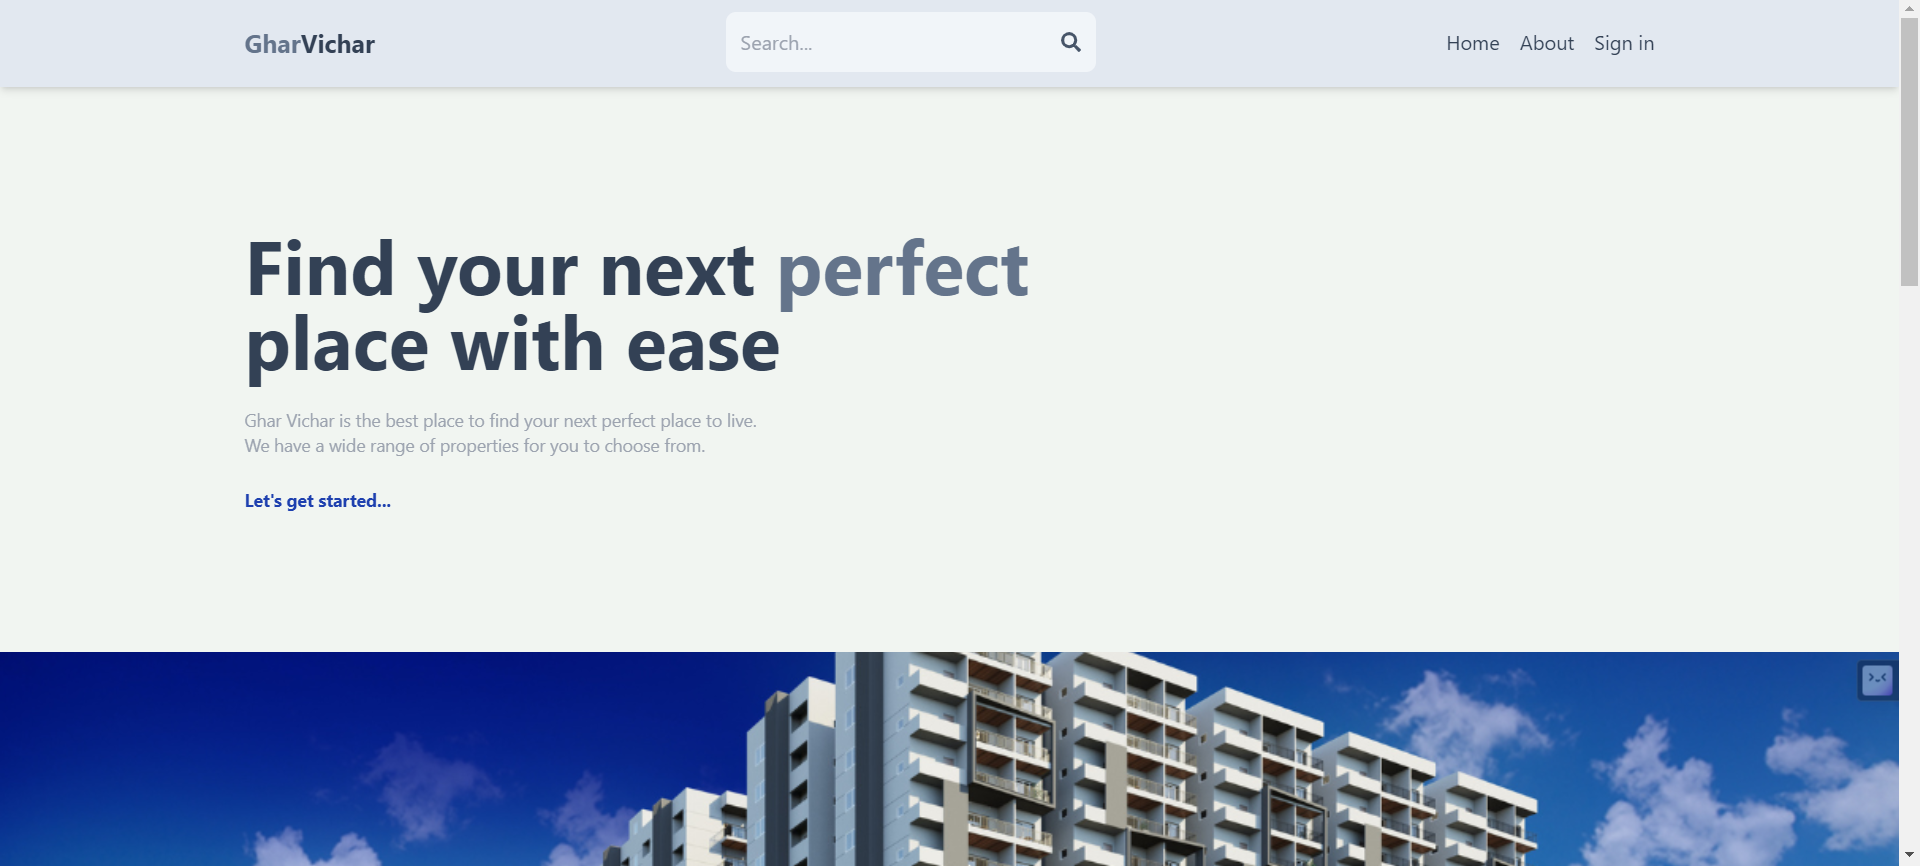 GharVichar
Search...
Home About Sign in
Find your next perfect
place with ease
Ghar Vichar is the best place to find your next perfect place to live.
We have a wide range of properties for you to choose from.
Let's get started...